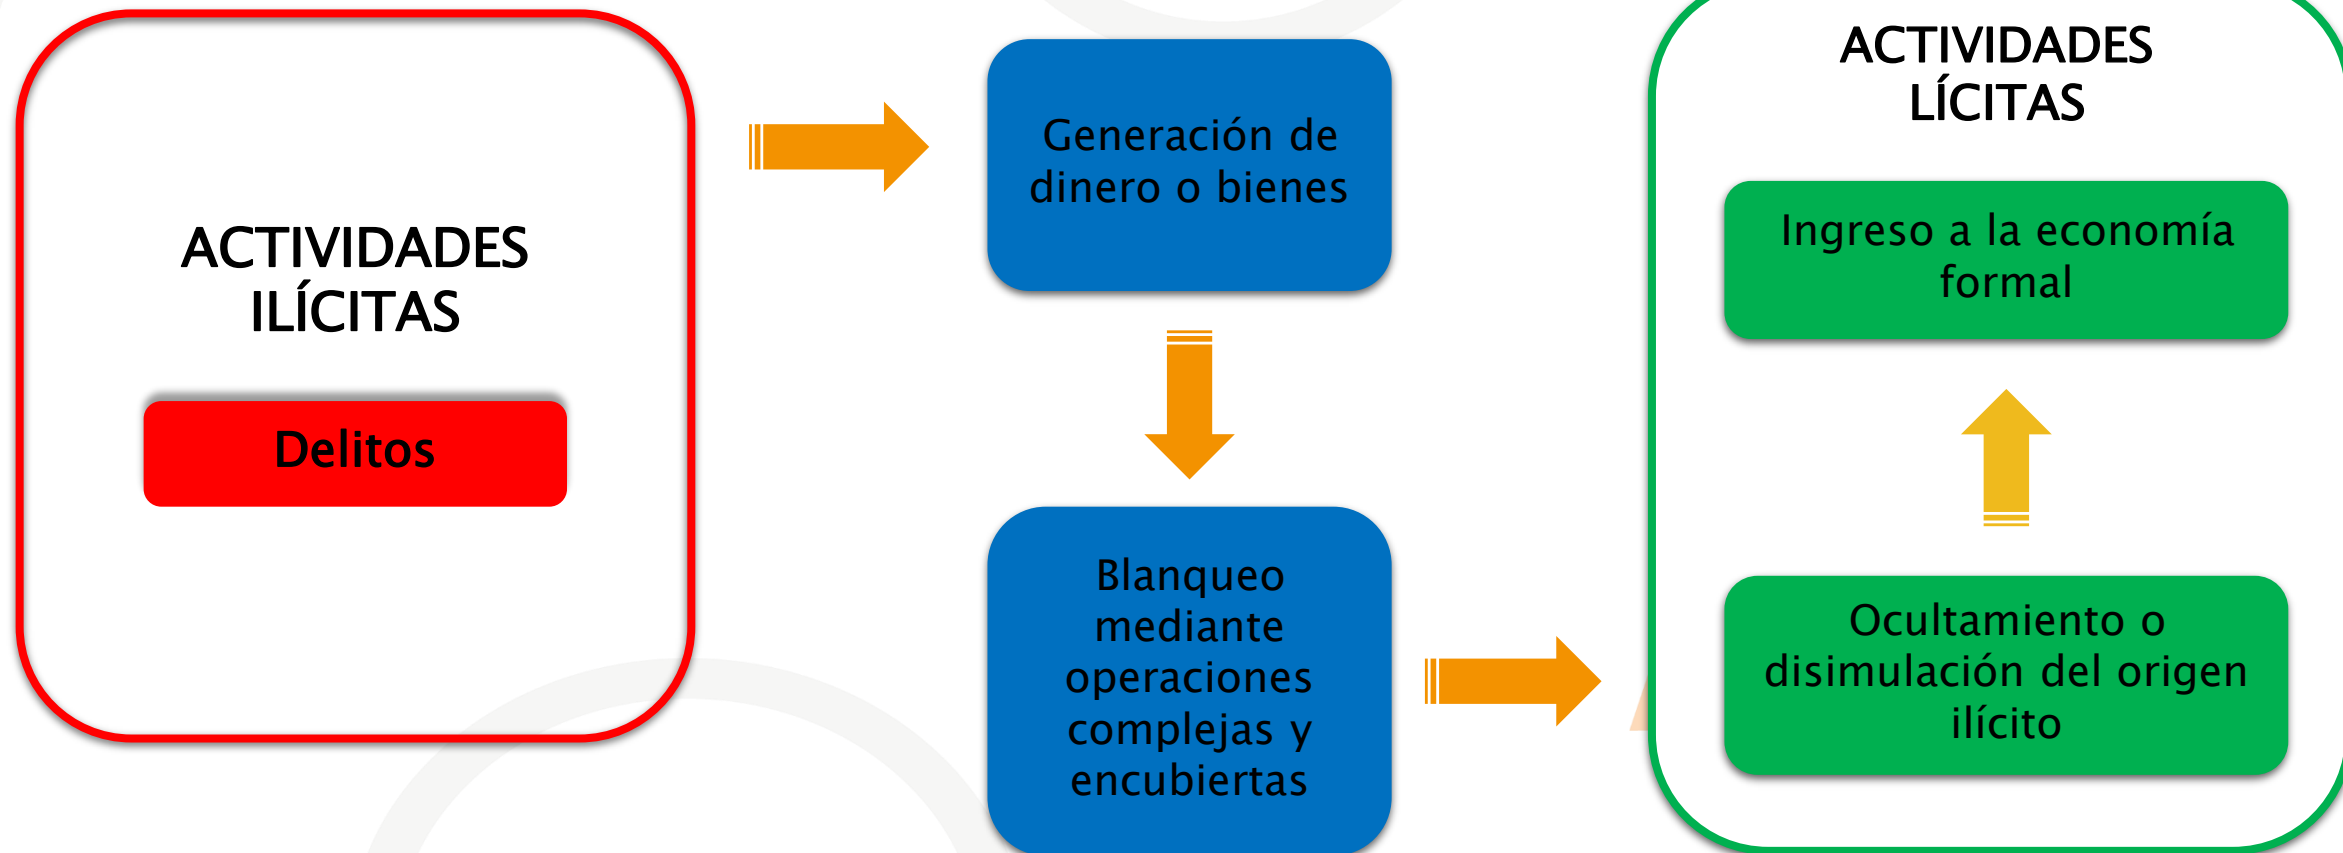 ACTIVIDADES
ILÍCITAS
Delitos
Generación de
dinero o bienes
Blanqueo
mediante
operaciones
complejas y
encubiertas
ACTIVIDADES
LÍCITAS
Ingreso a la economía
formal
Ocultamiento o
disimulación del origen
ilícito